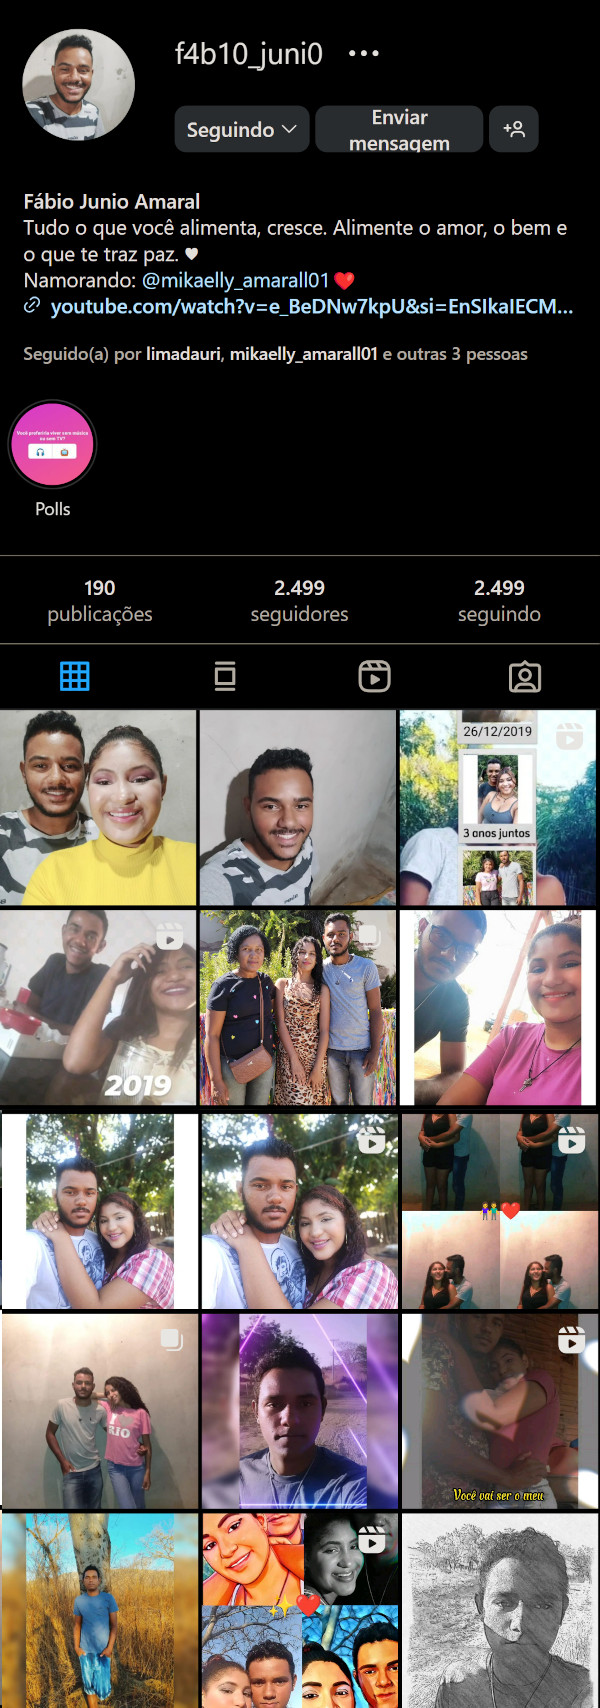 f4b10_juni0 •••
Seguindo
Enviar
mensagem
Fábio Junio Amaral
Tudo o que você alimenta, cresce. Alimente o amor, o bem e
o que te traz paz. ♥
Namorando: @mikaelly_amarall01❤️
youtube.com/watch?v=e_BeDNw7kpU&si=EnSIkaIECM...
Seguido(a) por limadauri, mikaelly_amarall01 e outras 3 pessoas
Você preferiria viver sem música
ou sem TV?
Polls
190
publicações
2.499
seguidores
2.499
seguindo
26/12/2019
3 anos juntos
2019
I
RIO
Você vai ser o meu